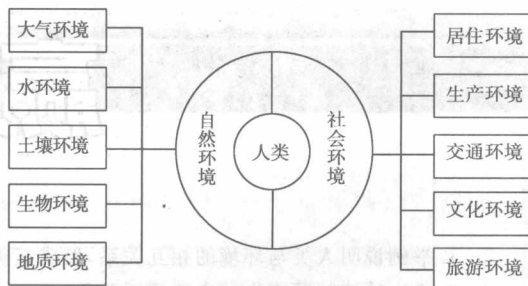 大气环境
水环境
土壤环境
生物环境
地质环境
自然环境
人类
社会环境
居住环境
生产环境
交通环境
文化环境
旅游环境